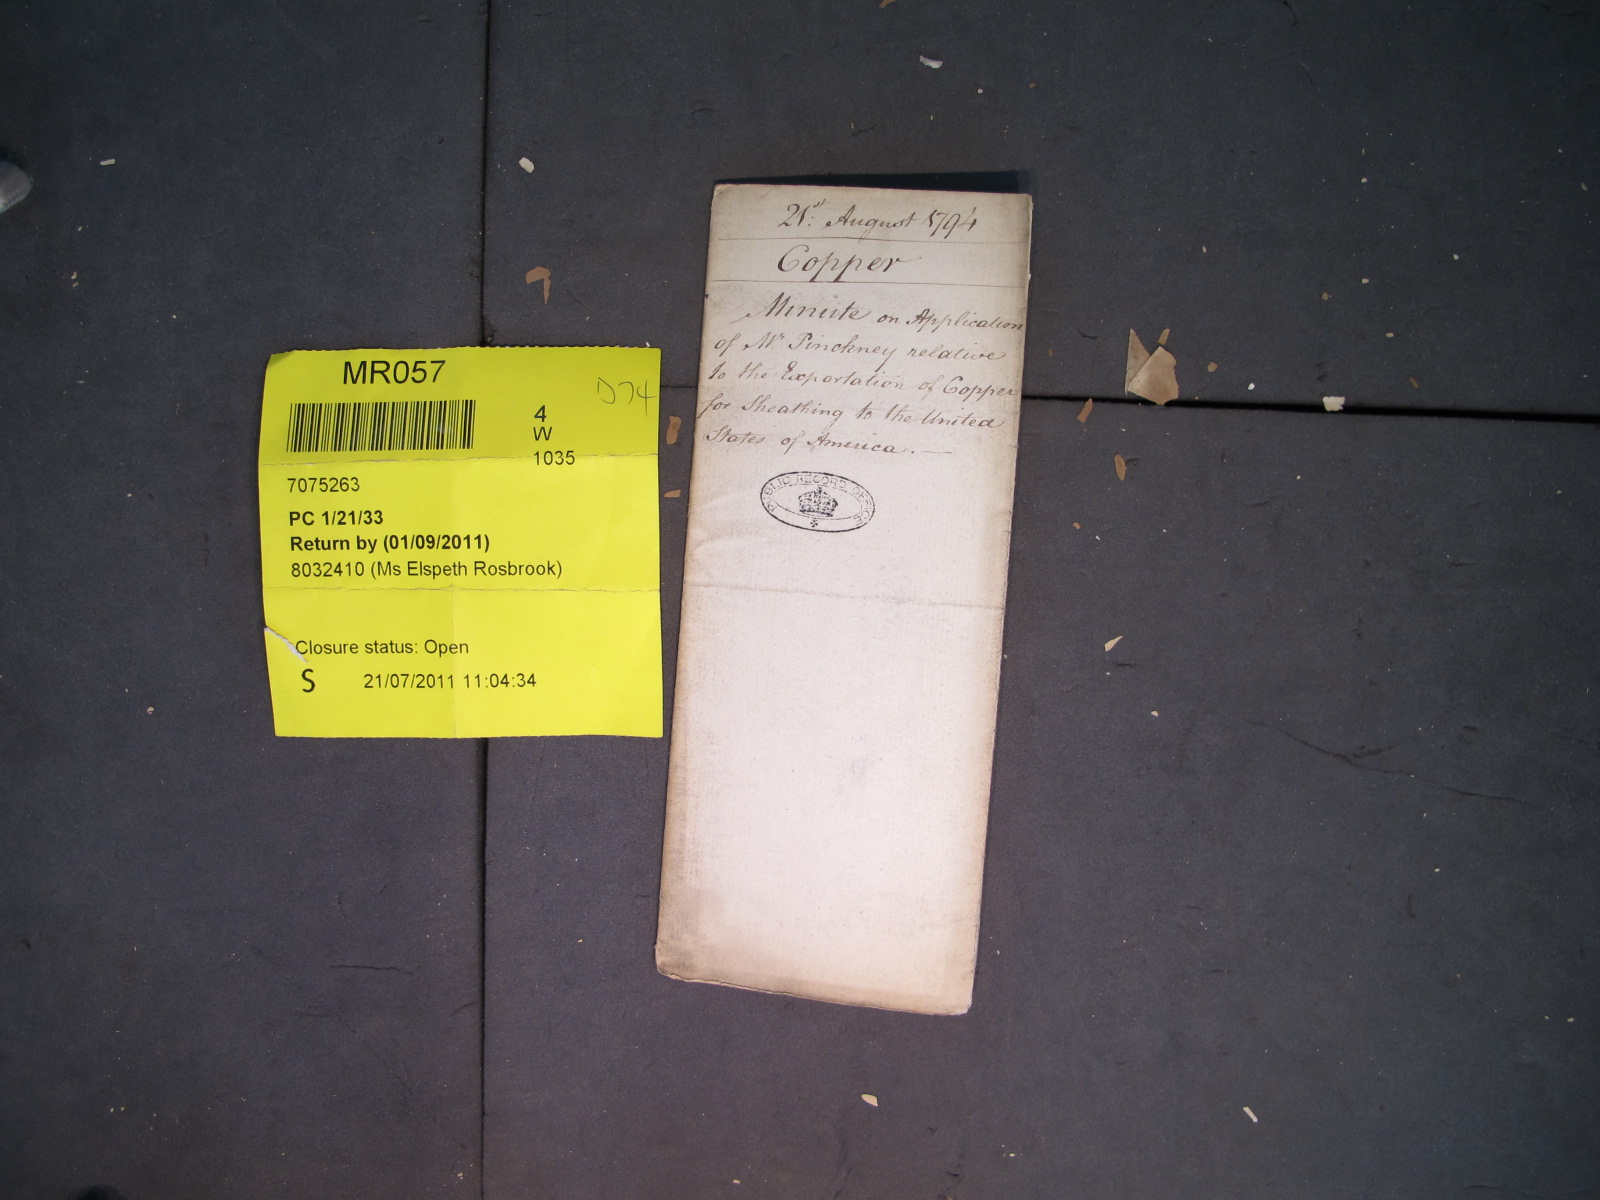 MR057
D74
4
W
1035
7075263
PC 1/21/33
Return by (01/09/2011)
8032410 (Ms Elspeth Rosbrook)
Closure status: Open
S 21/07/2011 11:04:34
21st August 1794
Copper
Minute on Application
of Mr Pinckney relative
to the Exportation of Copper
for Sheathing to the United
States of America. —
PUBLIC RECORD OFFICE